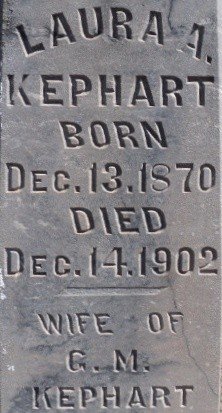 LAURA A.
KEPHART
BORN
DEC. 13. 1870
DIED
DEC. 14. 1902
WIFE OF
G. M.
KEPHART